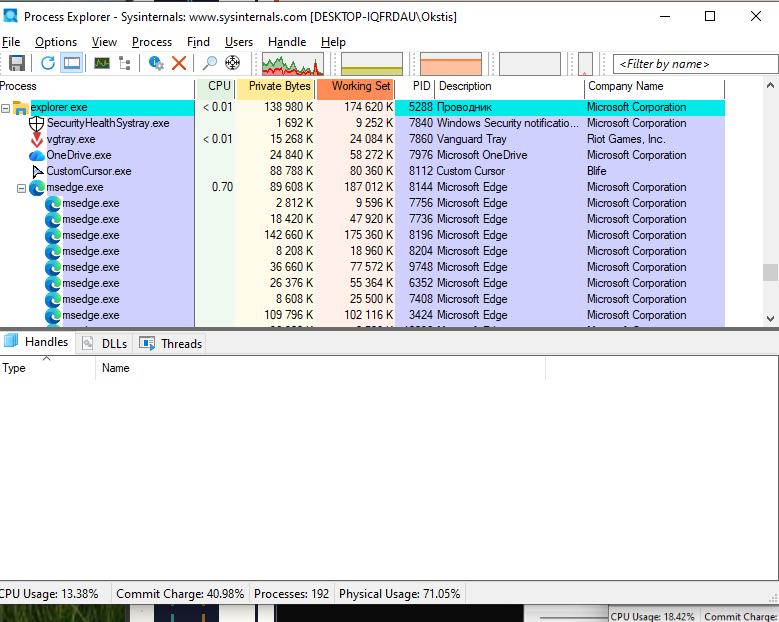 Process Explorer - Sysinternals: www.sysinternals.com [DESKTOP-IQFRDAU\Okstis]
File Options View Process Find Users Handle Help
<Filter by name>
Process CPU Private Bytes Working Set PID Description Company Name
explorer.exe < 0.01 138 980 K 174 620 K 5288 Проводник Microsoft Corporation
SecurityHealthSystray.exe 1 692 K 9 252 K 7840 Windows Security notificatio... Microsoft Corporation
vgtray.exe < 0.01 15 268 K 24 084 K 7860 Vanguard Tray Riot Games, Inc.
OneDrive.exe 24 840 K 58 272 K 7976 Microsoft OneDrive Microsoft Corporation
CustomCursor.exe 88 788 K 80 360 K 8112 Custom Cursor Blife
msedge.exe 0.70 89 608 K 187 012 K 8144 Microsoft Edge Microsoft Corporation
msedge.exe 2 812 K 9 596 K 7756 Microsoft Edge Microsoft Corporation
msedge.exe 18 420 K 47 920 K 7736 Microsoft Edge Microsoft Corporation
msedge.exe 142 660 K 175 360 K 8196 Microsoft Edge Microsoft Corporation
msedge.exe 8 208 K 18 960 K 8204 Microsoft Edge Microsoft Corporation
msedge.exe 36 660 K 77 572 K 9748 Microsoft Edge Microsoft Corporation
msedge.exe 26 376 K 55 364 K 6352 Microsoft Edge Microsoft Corporation
msedge.exe 8 608 K 25 500 K 7408 Microsoft Edge Microsoft Corporation
msedge.exe 109 796 K 102 116 K 3424 Microsoft Edge Microsoft Corporation
Handles DLLs Threads
Type Name
CPU Usage: 13.38% Commit Charge: 40.98% Processes: 192 Physical Usage: 71.05%
CPU Usage: 18.42% Commit Charge: